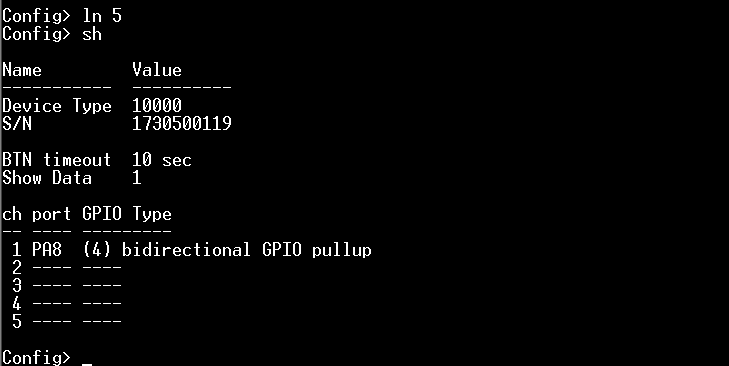 Config> ln 5
Config> sh

Name        Value
----------- ----------
Device Type 10000
S/N         1730500119

BTN timeout 10 sec
Show Data   1

ch port GPIO Type
-- ---- ---------
 1 PA8  (4) bidirectional GPIO pullup
 2 ---- ----
 3 ---- ----
 4 ---- ----
 5 ---- ----

Config> _